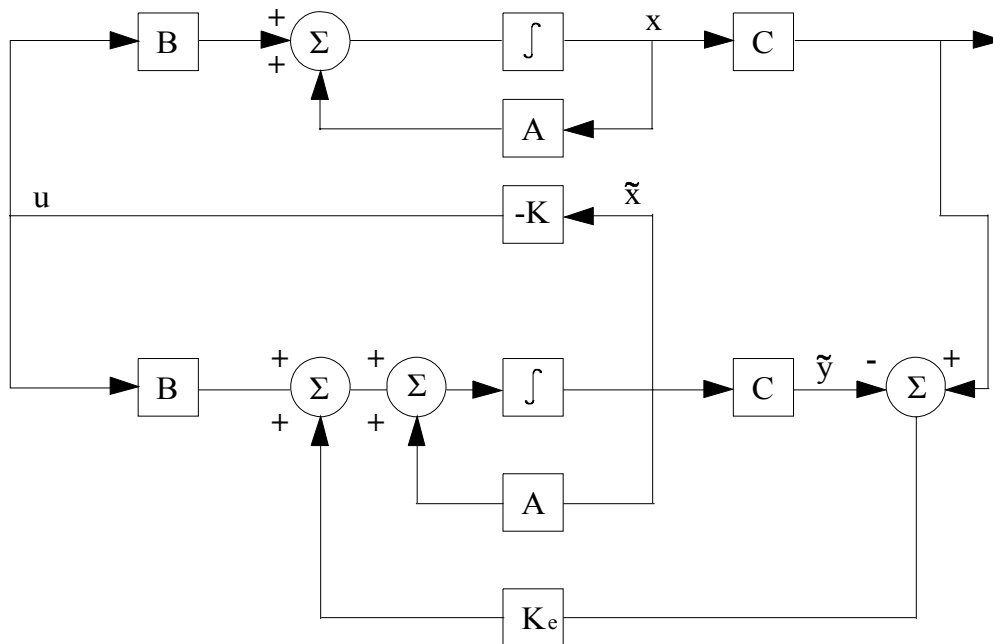 x
B + + Σ ∫ C
A
u -K x̃
B + + Σ + + Σ ∫ C ỹ - + Σ
A
Ke